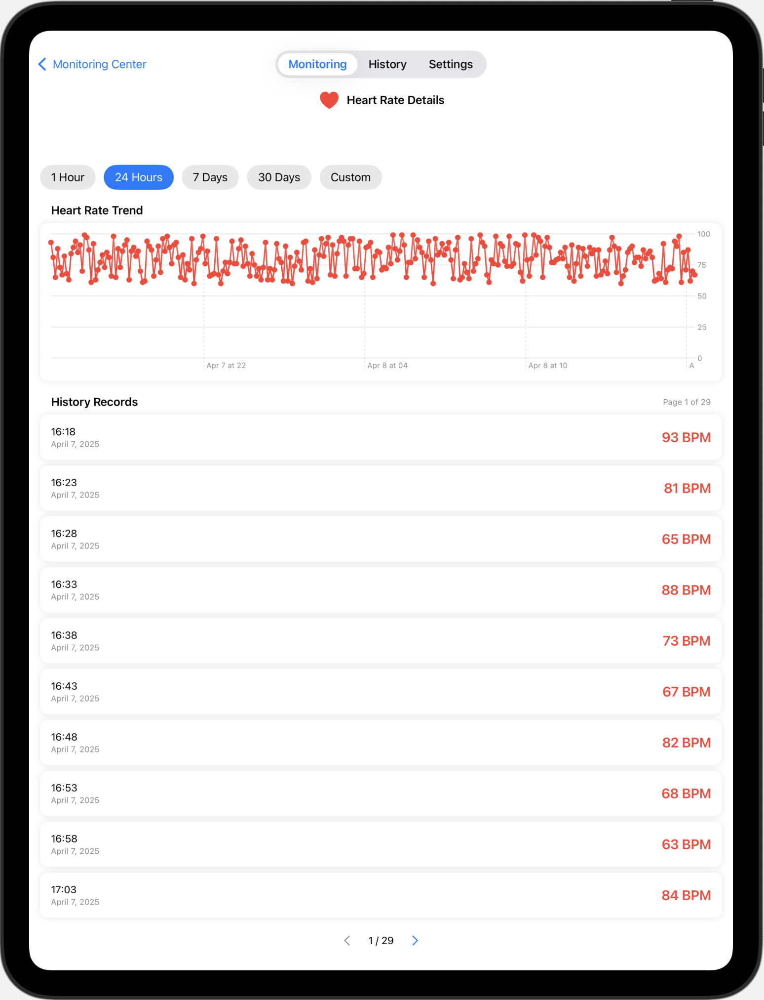 Monitoring Center
Monitoring
History
Settings
Heart Rate Details
1 Hour
24 Hours
7 Days
30 Days
Custom
Heart Rate Trend
100
75
50
25
0
Apr 7 at 22
Apr 8 at 04
Apr 8 at 10
A
History Records
Page 1 of 29
16:18
April 7, 2025
93 BPM
16:23
April 7, 2025
81 BPM
16:28
April 7, 2025
65 BPM
16:33
April 7, 2025
88 BPM
16:38
April 7, 2025
73 BPM
16:43
April 7, 2025
67 BPM
16:48
April 7, 2025
82 BPM
16:53
April 7, 2025
68 BPM
16:58
April 7, 2025
63 BPM
17:03
April 7, 2025
84 BPM
1 / 29